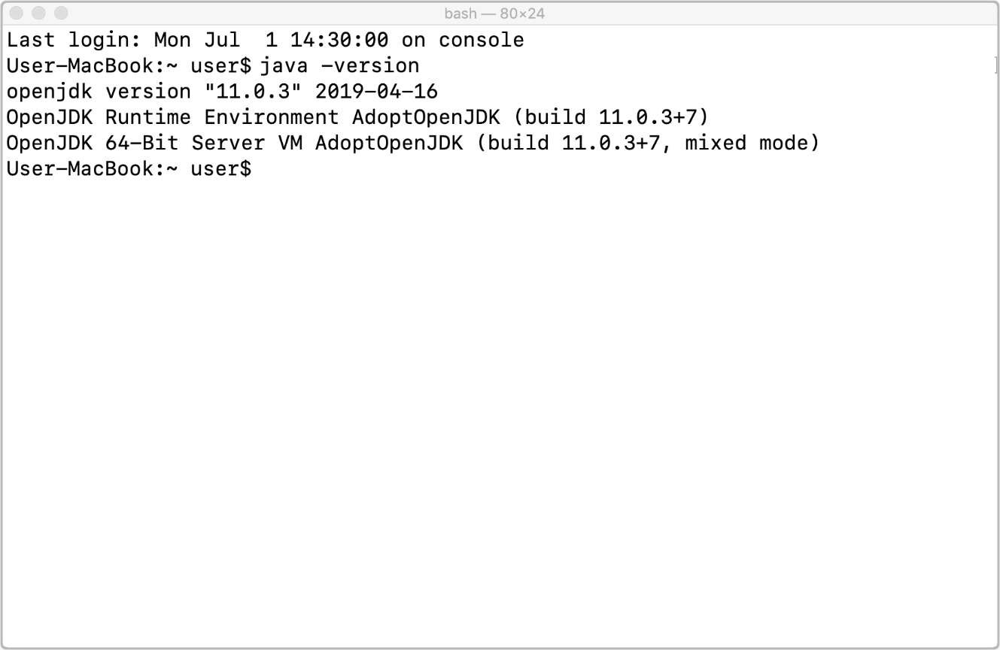 bash — 80×24
Last login: Mon Jul  1 14:30:00 on console
User-MacBook:~ user$ java -version
openjdk version "11.0.3" 2019-04-16
OpenJDK Runtime Environment AdoptOpenJDK (build 11.0.3+7)
OpenJDK 64-Bit Server VM AdoptOpenJDK (build 11.0.3+7, mixed mode)
User-MacBook:~ user$